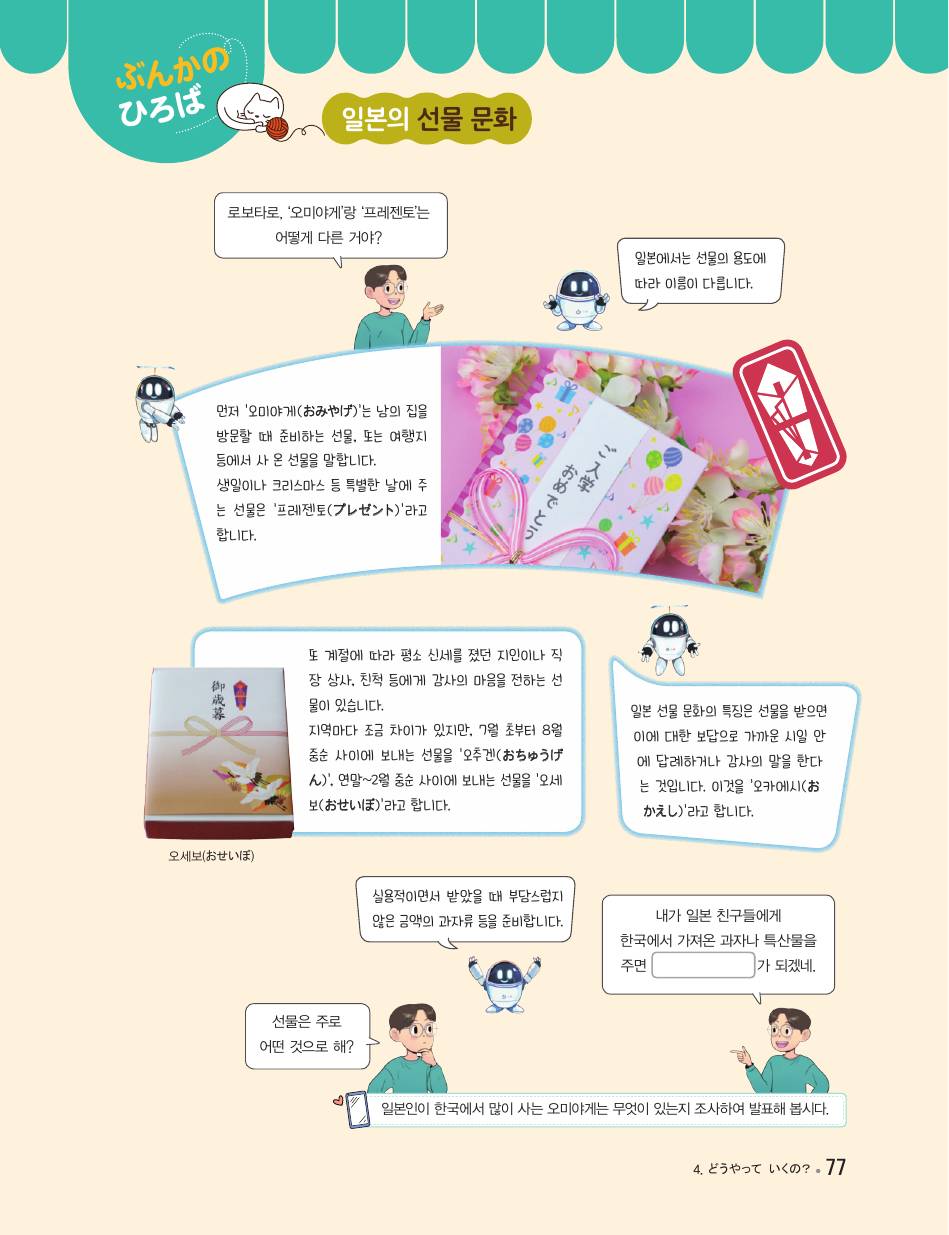 ぶんかの
ひろば
일본의 선물 문화
로보타로, '오미야게'랑 '프레젠토'는
어떻게 다른 거야?
일본에서는 선물의 용도에
따라 이름이 다릅니다.
먼저 '오미야게(おみやげ)'는 남의 집을
방문할 때 준비하는 선물, 또는 여행지
등에서 사 온 선물을 말합니다.
생일이나 크리스마스 등 특별한 날에 주
는 선물은 '프레젠토(プレゼント)'라고
합니다.
ご入学
おめでとう
또 계절에 따라 평소 신세를 졌던 지인이나 직
장 상사, 친척 등에게 감사의 마음을 전하는 선
물이 있습니다.
지역마다 조금 차이가 있지만, 7월 초부터 8월
중순 사이에 보내는 선물을 '오추겐(おちゅうげ
ん)', 연말~2월 중순 사이에 보내는 선물을 '오세
보(おせいぼ)'라고 합니다.
御歳暮
오세보(おせいぼ)
일본 선물 문화의 특징은 선물을 받으면
이에 대한 보답으로 가까운 시일 안
에 답례하거나 감사의 말을 한다
는 것입니다. 이것을 '오카에시(お
かえし)'라고 합니다.
실용적이면서 받았을 때 부담스럽지
않은 금액의 과자류 등을 준비합니다.
내가 일본 친구들에게
한국에서 가져온 과자나 특산물을
주면 가 되겠네.
선물은 주로
어떤 것으로 해?
일본인이 한국에서 많이 사는 오미야게는 무엇이 있는지 조사하여 발표해 봅시다.
4. どうやって いくの? 77